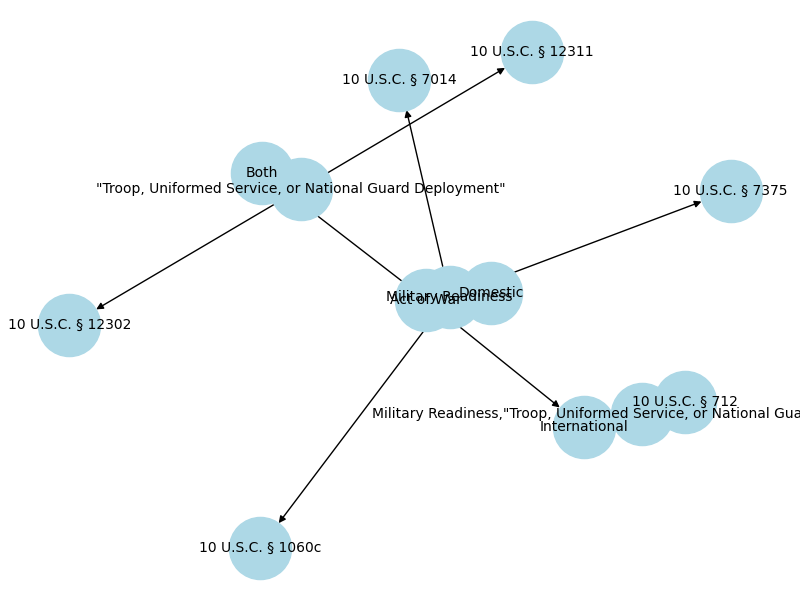 10 U.S.C. § 12311
10 U.S.C. § 7014
Both
"Troop, Uniformed Service, or National Guard Deployment"
10 U.S.C. § 7375
Domestic
Military Readiness
Act of War
10 U.S.C. § 12302
10 U.S.C. § 712
Military Readiness,"Troop, Uniformed Service, or National Gua
International
10 U.S.C. § 1060c